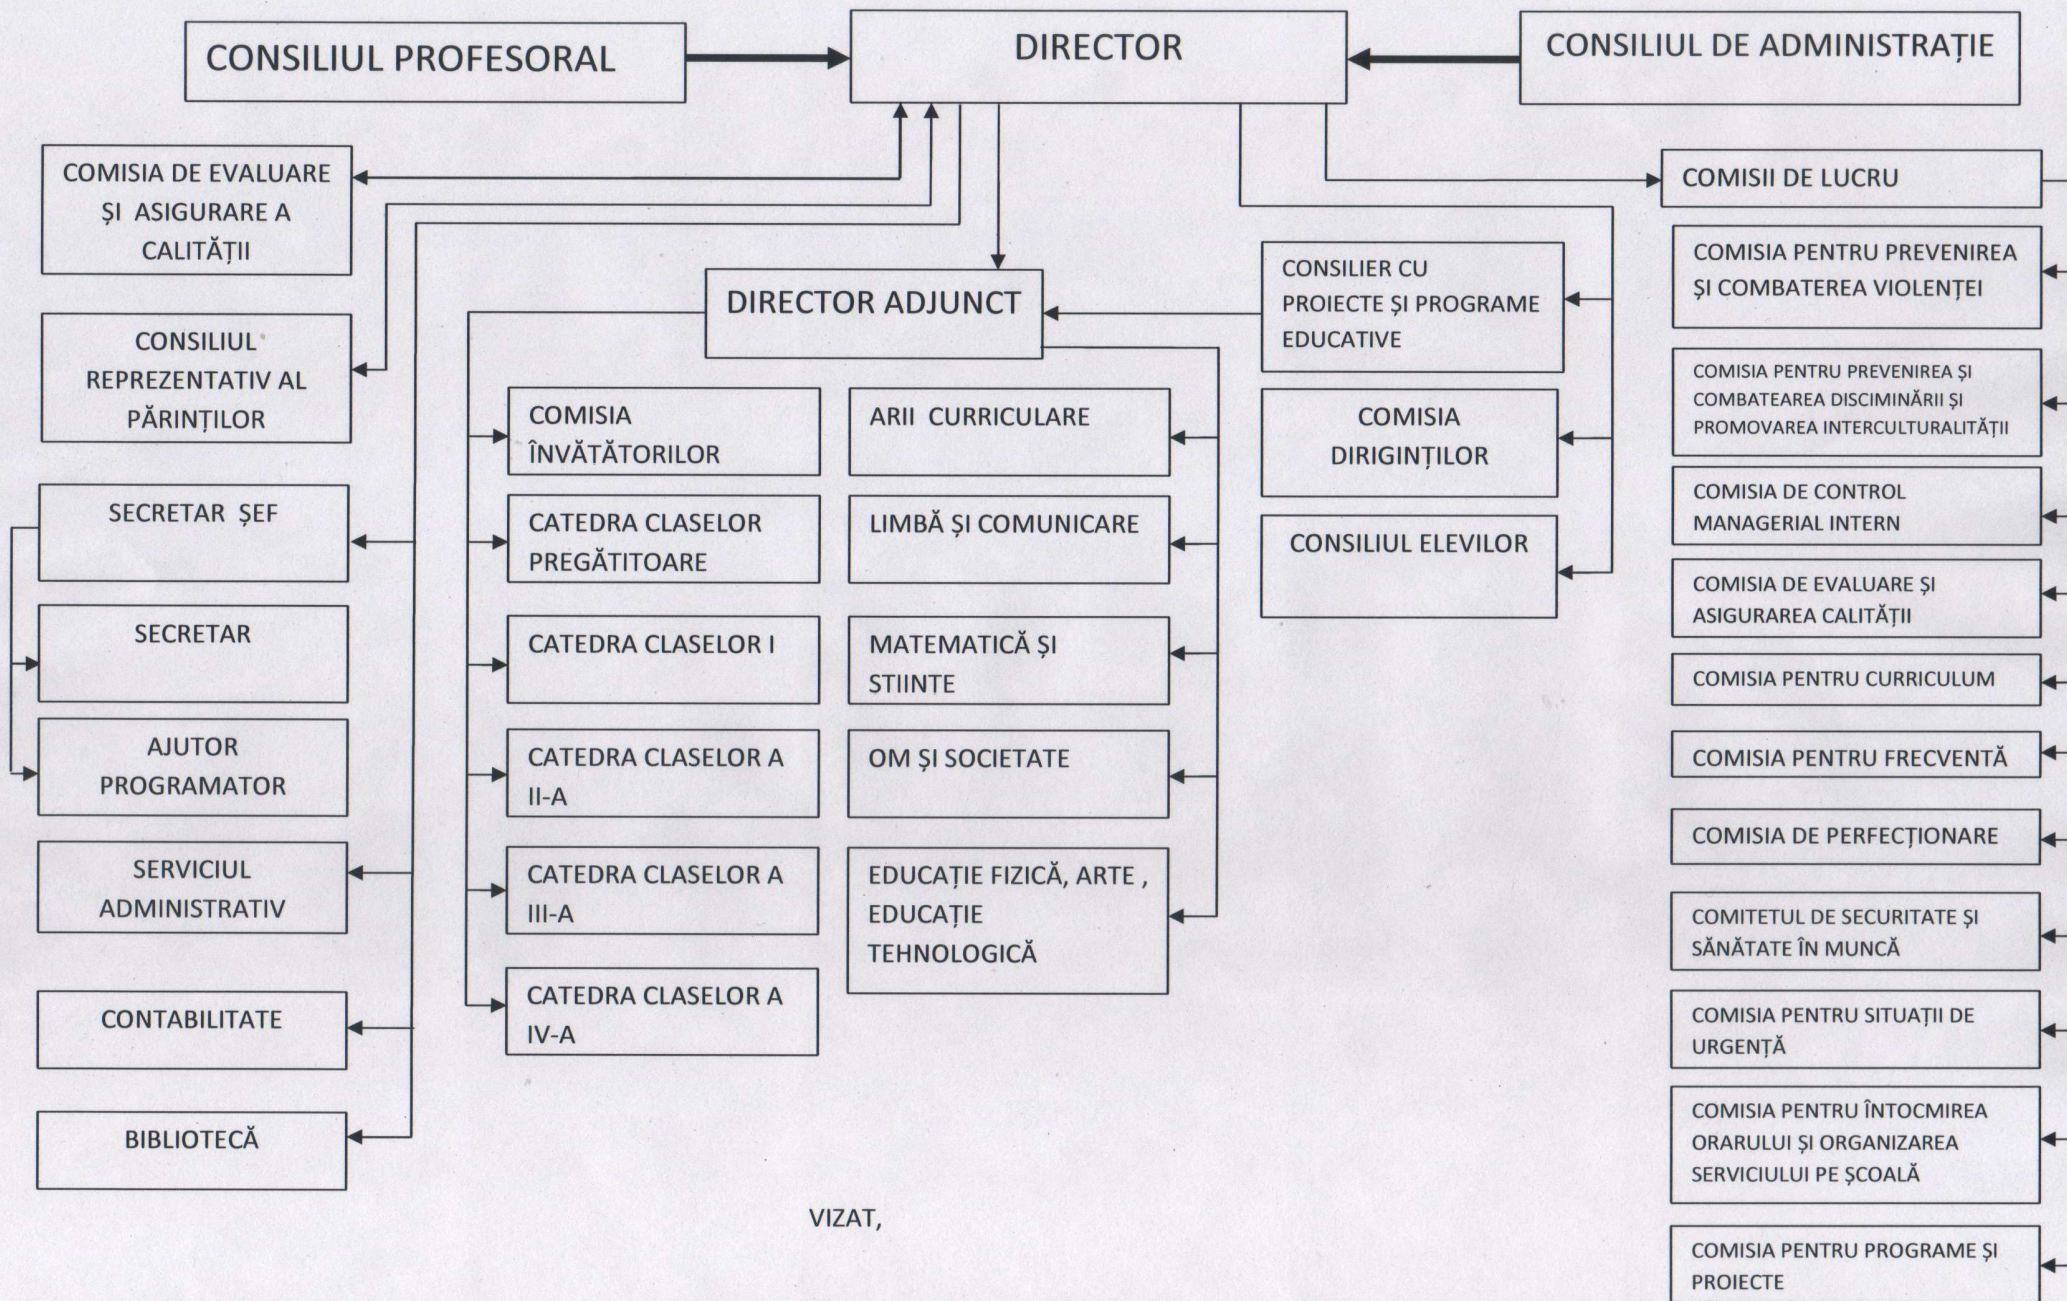 CONSILIUL PROFESORAL
DIRECTOR
CONSILIUL DE ADMINISTRAȚIE
COMISIA DE EVALUARE
ȘI ASIGURARE A
CALITĂȚII
CONSILIUL
REPREZENTATIV AL
PĂRINȚILOR
SECRETAR ȘEF
SECRETAR
AJUTOR
PROGRAMATOR
SERVICIUL
ADMINISTRATIV
CONTABILITATE
BIBLIOTECĂ
DIRECTOR ADJUNCT
COMISIA
ÎNVĂTĂTORILOR
CATEDRA CLASELOR
PREGĂTITOARE
CATEDRA CLASELOR I
CATEDRA CLASELOR A
II-A
CATEDRA CLASELOR A
III-A
CATEDRA CLASELOR A
IV-A
ARII CURRICULARE
LIMBĂ ȘI COMUNICARE
MATEMATICĂ ȘI
STIINTE
OM ȘI SOCIETATE
EDUCAȚIE FIZICĂ, ARTE ,
EDUCAȚIE
TEHNOLOGICĂ
CONSILIER CU
PROIECTE ȘI PROGRAME
EDUCATIVE
COMISIA
DIRIGINȚILOR
CONSILIUL ELEVILOR
COMISII DE LUCRU
COMISIA PENTRU PREVENIREA
ȘI COMBATEREA VIOLENȚEI
COMISIA PENTRU PREVENIREA ȘI
COMBATEAREA DISCIMINĂRII ȘI
PROMOVAREA INTERCULTURALITĂȚII
COMISIA DE CONTROL
MANAGERIAL INTERN
COMISIA DE EVALUARE ȘI
ASIGURAREA CALITĂȚII
COMISIA PENTRU CURRICULUM
COMISIA PENTRU FRECVENTĂ
COMISIA DE PERFECȚIONARE
COMITETUL DE SECURITATE ȘI
SĂNĂTATE ÎN MUNCĂ
COMISIA PENTRU SITUAȚII DE
URGENȚĂ
COMISIA PENTRU ÎNTOCMIREA
ORARULUI ȘI ORGANIZAREA
SERVICIULUI PE ȘCOALĂ
COMISIA PENTRU PROGRAME ȘI
PROIECTE
VIZAT,